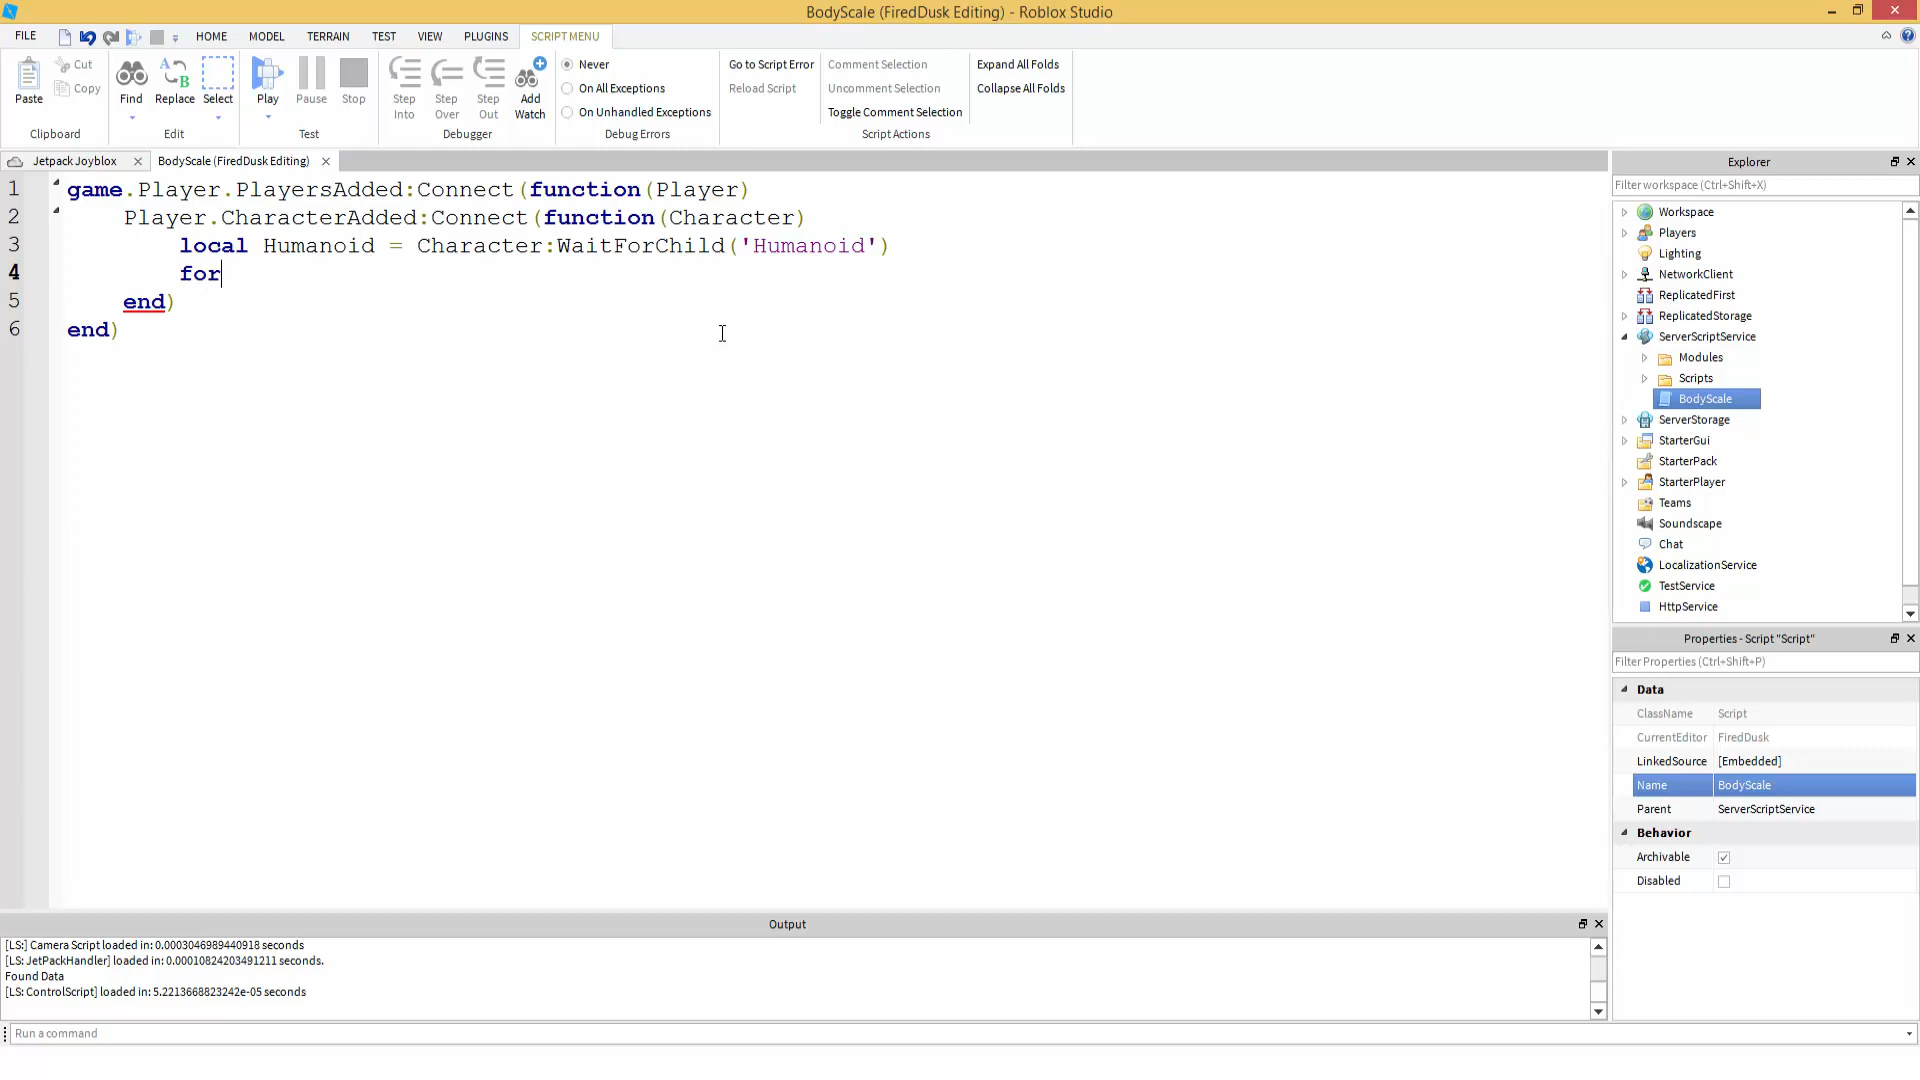 BodyScale (FiredDusk Editing) - Roblox Studio
FILE HOME MODEL TERRAIN TEST VIEW PLUGINS SCRIPT MENU
Paste Cut Copy Find Replace Select Play Pause Stop Step Into Step Over Step Out Add Watch
Never
On All Exceptions
On Unhandled Exceptions
Go to Script Error
Reload Script
Comment Selection
Uncomment Selection
Toggle Comment Selection
Expand All Folds
Collapse All Folds
Clipboard Edit Test Debugger Debug Errors Script Actions
Jetpack Joyblox BodyScale (FiredDusk Editing)
1 game.Player.PlayersAdded:Connect(function(Player)
2 Player.CharacterAdded:Connect(function(Character)
3 local Humanoid = Character:WaitForChild('Humanoid')
4 for
5 end)
6 end)
Explorer
Filter workspace (Ctrl+Shift+X)
Workspace
Players
Lighting
NetworkClient
ReplicatedFirst
ReplicatedStorage
ServerScriptService
Modules
Scripts
BodyScale
ServerStorage
StarterGui
StarterPack
StarterPlayer
Teams
Soundscape
Chat
LocalizationService
TestService
HttpService
Properties - Script "Script"
Filter Properties (Ctrl+Shift+P)
Data
ClassName Script
CurrentEditor FiredDusk
LinkedSource [Embedded]
Name BodyScale
Parent ServerScriptService
Behavior
Archivable
Disabled
Output
[LS:] Camera Script loaded in: 0.0003046989440918 seconds
[LS: JetPackHandler] loaded in: 0.00010824203491211 seconds.
Found Data
[LS: ControlScript] loaded in: 5.2213668823242e-05 seconds
Run a command